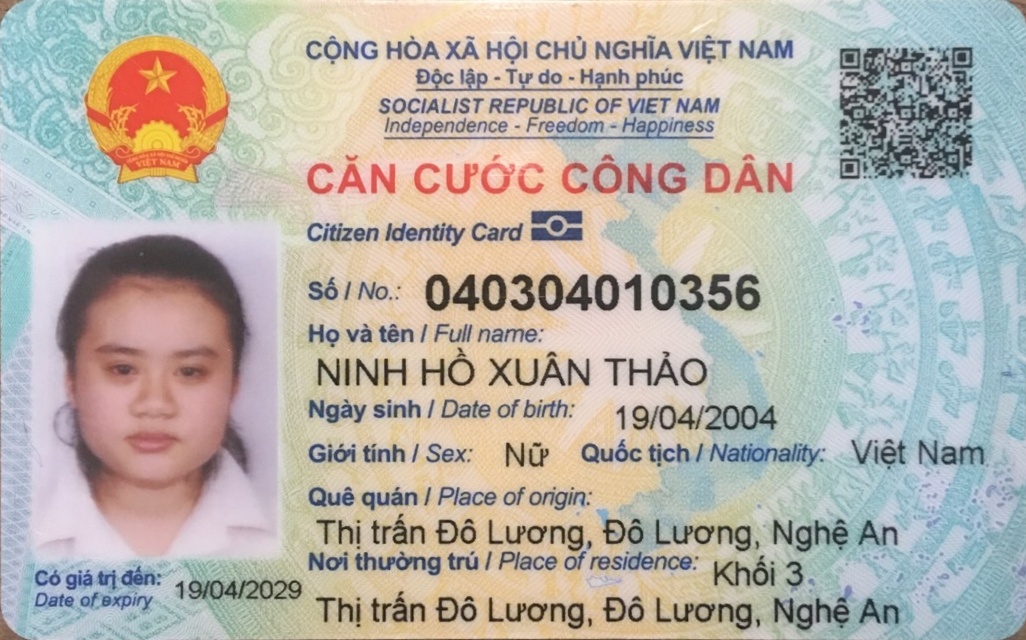 CỘNG HÒA XÃ HỘI CHỦ NGHĨA VIỆT NAM
Độc lập - Tự do - Hạnh phúc
SOCIALIST REPUBLIC OF VIET NAM
Independence - Freedom - Happiness
CĂN CƯỚC CÔNG DÂN
Citizen Identity Card
Số / No.: 040304010356
Họ và tên / Full name:
NINH HỒ XUÂN THẢO
Ngày sinh / Date of birth: 19/04/2004
Giới tính / Sex: Nữ Quốc tịch / Nationality: Việt Nam
Quê quán / Place of origin:
Thị trấn Đô Lương, Đô Lương, Nghệ An
Nơi thường trú / Place of residence: Khối 3
Thị trấn Đô Lương, Đô Lương, Nghệ An
Có giá trị đến: 19/04/2029
Date of expiry
VIỆT NAM